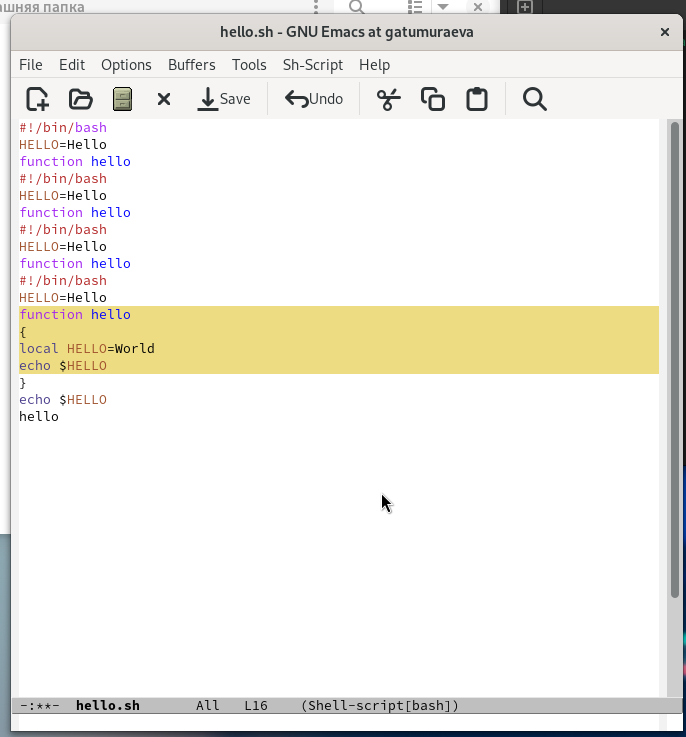 ашняя папка
hello.sh - GNU Emacs at gatumuraeva
File Edit Options Buffers Tools Sh-Script Help
Save Undo
#!/bin/bash
HELLO=Hello
function hello
#!/bin/bash
HELLO=Hello
function hello
#!/bin/bash
HELLO=Hello
function hello
#!/bin/bash
HELLO=Hello
function hello
{
local HELLO=World
echo $HELLO
}
echo $HELLO
hello
-:**- hello.sh All L16 (Shell-script[bash])